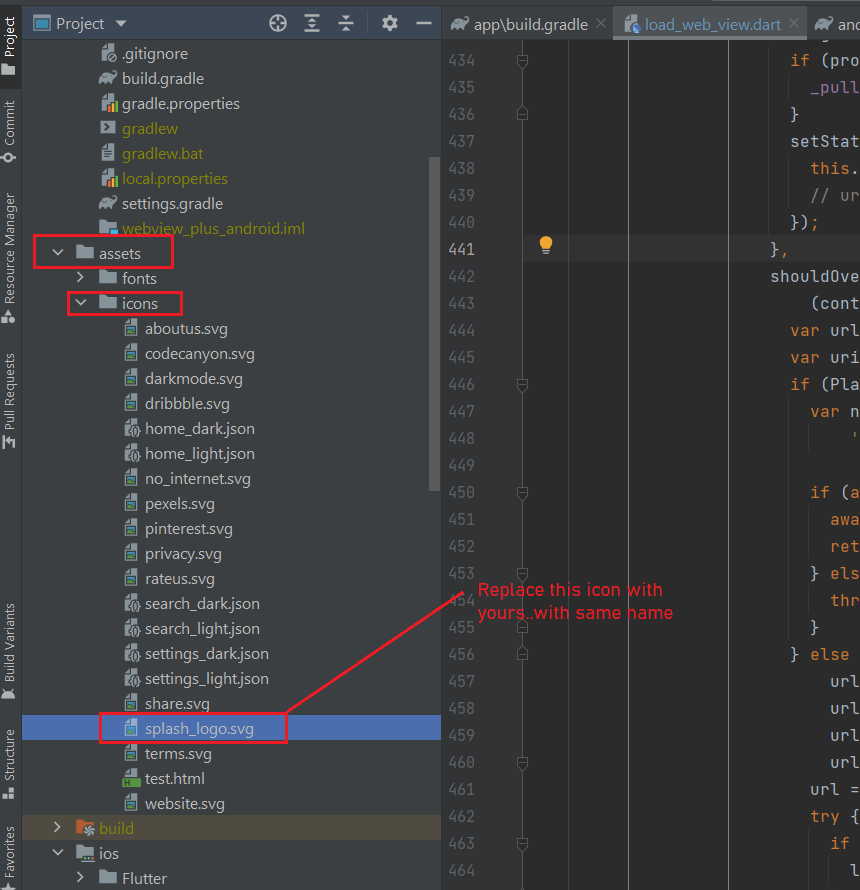 Project
app\build.gradle
load_web_view.dart
and
Project
Commit
Resource Manager
Pull Requests
Build Variants
Structure
Favorites
.gitignore
build.gradle
gradle.properties
gradlew
gradlew.bat
local.properties
settings.gradle
webview_plus_android.iml
assets
fonts
icons
aboutus.svg
codecanyon.svg
darkmode.svg
dribbble.svg
home_dark.json
home_light.json
no_internet.svg
pexels.svg
pinterest.svg
privacy.svg
rateus.svg
search_dark.json
search_light.json
settings_dark.json
settings_light.json
share.svg
splash_logo.svg
terms.svg
test.html
website.svg
build
ios
Flutter
434 if (pro
435 _pull
436 }
437 setStat
438 this.
439 // ur
440 });
441 },
442 shouldOve
443 (cont
444 var url
445 var uri
446 if (Pla
447 var n
448 '
449
450 if (a
451 awa
452 ret
453 } els
454 thr
455 }
456 } else
457 url
458 url
459 url
460 url
461 url =
462 try {
463 if
464 l
Replace this icon with
yours..with same name